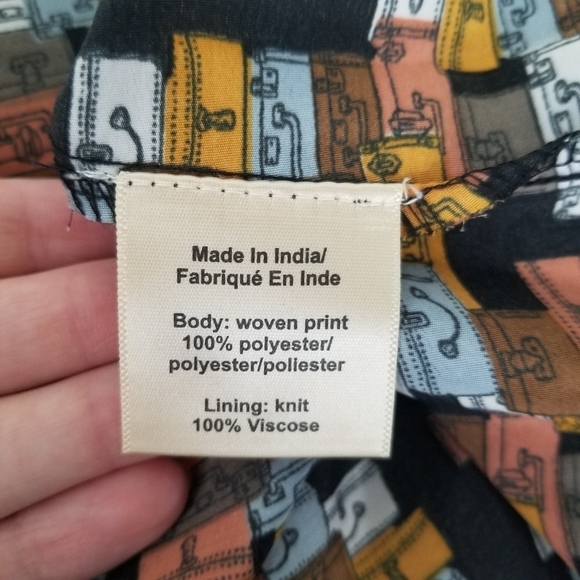 Made In India/
Fabriqué En Inde
Body: woven print
100% polyester/
polyester/poliester
Lining: knit
100% Viscose